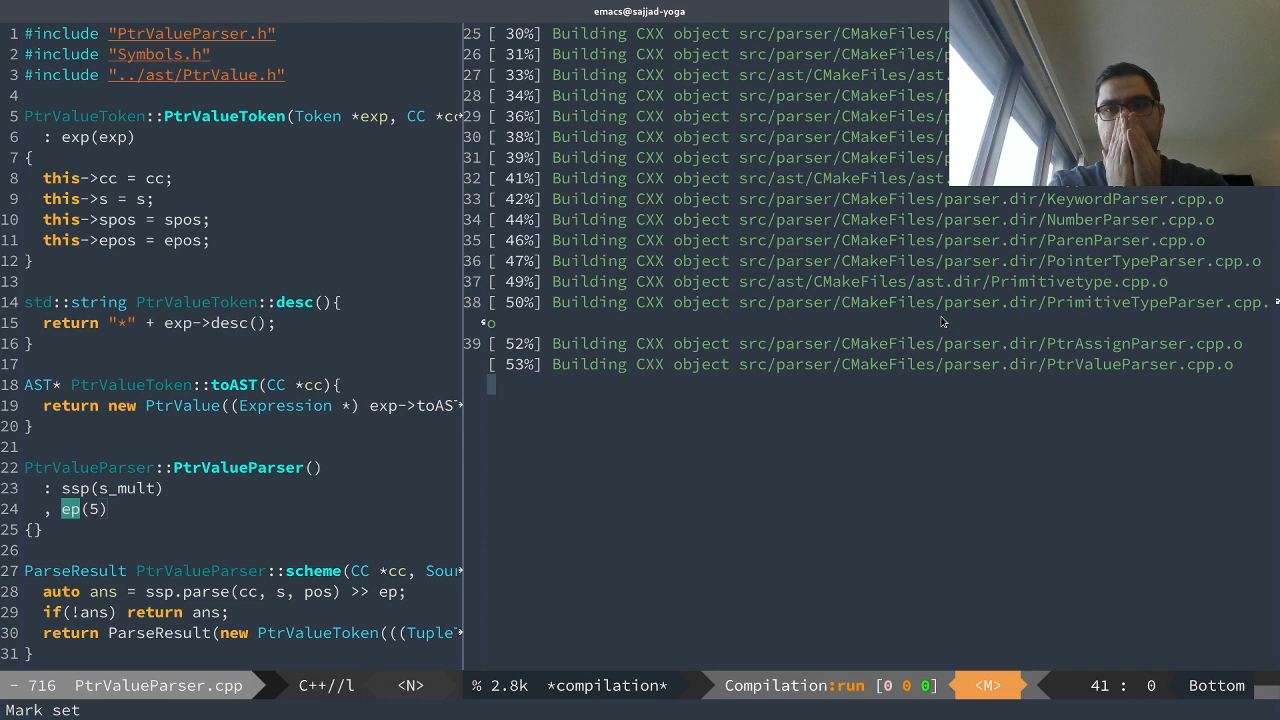 emacs@sajjad-yoga
1 #include "PtrValueParser.h"
2 #include "Symbols.h"
3 #include "../ast/PtrValue.h"
4
5 PtrValueToken::PtrValueToken(Token *exp, CC *cc
6 : exp(exp)
7 {
8 this->cc = cc;
9 this->s = s;
10 this->spos = spos;
11 this->epos = epos;
12 }
13
14 std::string PtrValueToken::desc(){
15 return "*" + exp->desc();
16 }
17
18 AST* PtrValueToken::toAST(CC *cc){
19 return new PtrValue((Expression *) exp->toAST
20 }
21
22 PtrValueParser::PtrValueParser()
23 : ssp(s_mult)
24 , ep(5)
25 {}
26
27 ParseResult PtrValueParser::scheme(CC *cc, Sour
28 auto ans = ssp.parse(cc, s, pos) >> ep;
29 if(!ans) return ans;
30 return ParseResult(new PtrValueToken(((Tuple
31 }
25 [ 30%] Building CXX object src/parser/CMakeFiles/
26 [ 31%] Building CXX object src/parser/CMakeFiles/
27 [ 33%] Building CXX object src/ast/CMakeFiles/ast.
28 [ 34%] Building CXX object src/parser/CMakeFiles/
29 [ 36%] Building CXX object src/parser/CMakeFiles/
30 [ 38%] Building CXX object src/parser/CMakeFiles/
31 [ 39%] Building CXX object src/parser/CMakeFiles/
32 [ 41%] Building CXX object src/ast/CMakeFiles/ast.
33 [ 42%] Building CXX object src/parser/CMakeFiles/parser.dir/KeywordParser.cpp.o
34 [ 44%] Building CXX object src/parser/CMakeFiles/parser.dir/NumberParser.cpp.o
35 [ 46%] Building CXX object src/parser/CMakeFiles/parser.dir/ParenParser.cpp.o
36 [ 47%] Building CXX object src/parser/CMakeFiles/parser.dir/PointerTypeParser.cpp.o
37 [ 49%] Building CXX object src/ast/CMakeFiles/ast.dir/Primitivetype.cpp.o
38 [ 50%] Building CXX object src/parser/CMakeFiles/parser.dir/PrimitiveTypeParser.cpp.
o
39 [ 52%] Building CXX object src/parser/CMakeFiles/parser.dir/PtrAssignParser.cpp.o
[ 53%] Building CXX object src/parser/CMakeFiles/parser.dir/PtrValueParser.cpp.o
- 716 PtrValueParser.cpp C++//l <N>
% 2.8k *compilation* Compilation:run [0 0 0] <M> 41 : 0 Bottom
Mark set